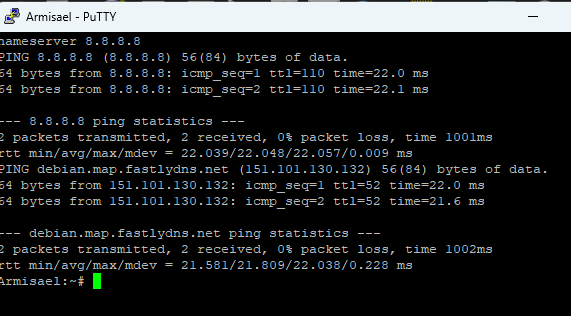 Armisael - PuTTY
nameserver 8.8.8.8
PING 8.8.8.8 (8.8.8.8) 56(84) bytes of data.
64 bytes from 8.8.8.8: icmp_seq=1 ttl=110 time=22.0 ms
64 bytes from 8.8.8.8: icmp_seq=2 ttl=110 time=22.1 ms
--- 8.8.8.8 ping statistics ---
2 packets transmitted, 2 received, 0% packet loss, time 1001ms
rtt min/avg/max/mdev = 22.039/22.048/22.057/0.009 ms
PING debian.map.fastlydns.net (151.101.130.132) 56(84) bytes of data.
64 bytes from 151.101.130.132: icmp_seq=1 ttl=52 time=22.0 ms
64 bytes from 151.101.130.132: icmp_seq=2 ttl=52 time=21.6 ms
--- debian.map.fastlydns.net ping statistics ---
2 packets transmitted, 2 received, 0% packet loss, time 1002ms
rtt min/avg/max/mdev = 21.581/21.809/22.038/0.228 ms
Armisael:~#